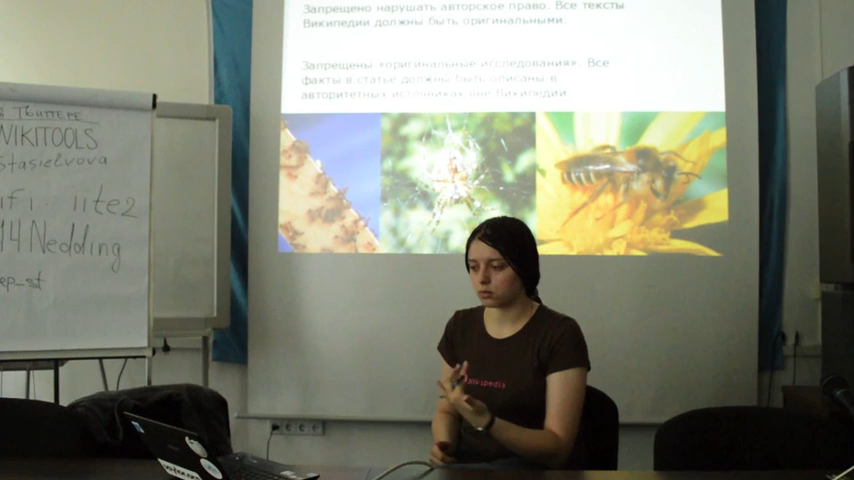 Запрещено нарушать авторское право. Все тексты
Википедии должны быть оригинальными.
Запрещены «оригинальные исследования». Все
факты в статье должны быть описаны в
авторитетных источниках вне Википедии
Твиттере
WIKITOOLS
stasielvova
14 Nedding